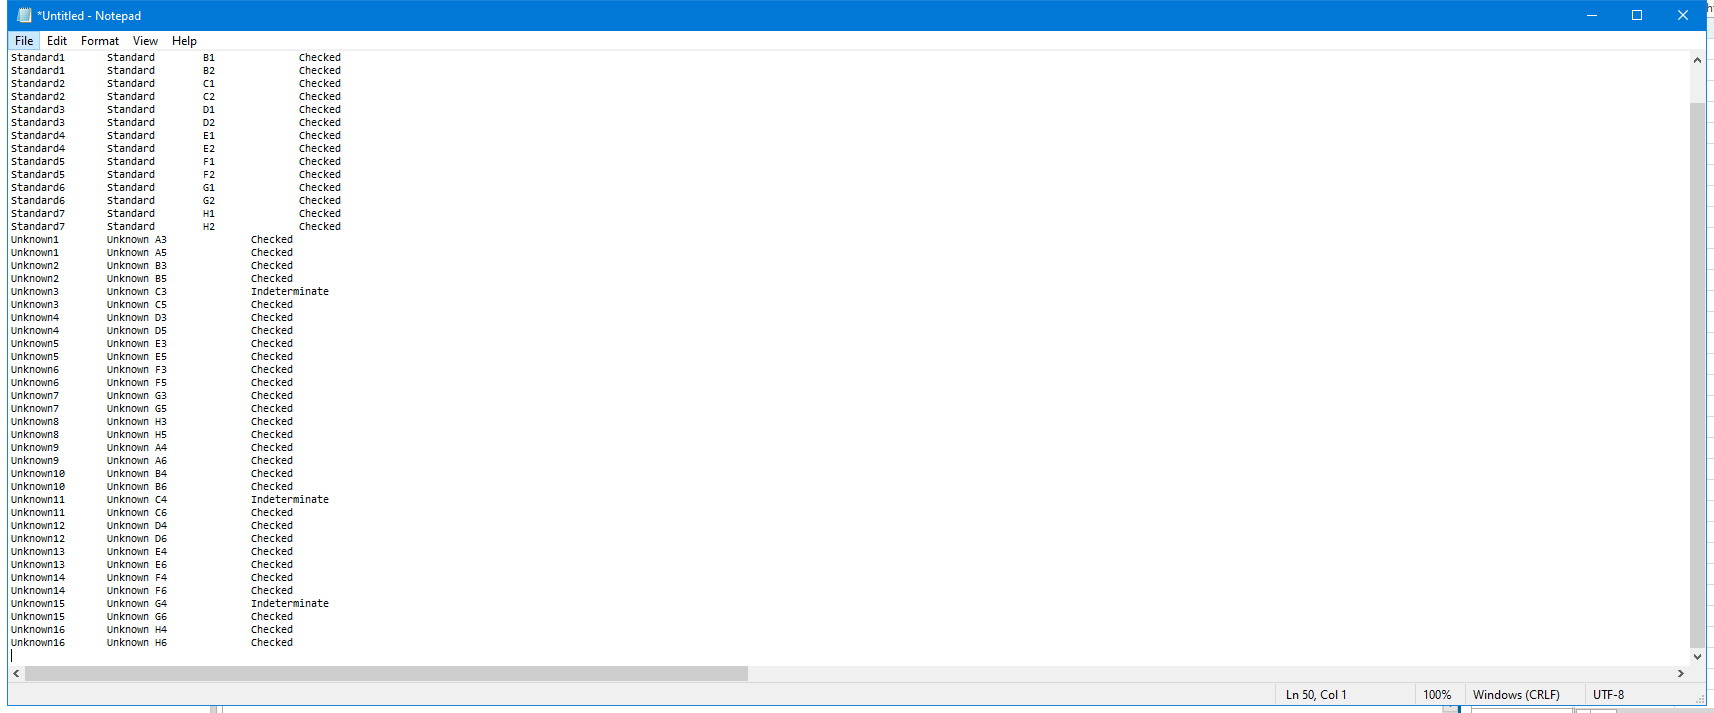 *Untitled - Notepad
File Edit Format View Help
Standard1 Standard B1 Checked
Standard1 Standard B2 Checked
Standard2 Standard C1 Checked
Standard2 Standard C2 Checked
Standard3 Standard D1 Checked
Standard3 Standard D2 Checked
Standard4 Standard E1 Checked
Standard4 Standard E2 Checked
Standard5 Standard F1 Checked
Standard5 Standard F2 Checked
Standard6 Standard G1 Checked
Standard6 Standard G2 Checked
Standard7 Standard H1 Checked
Standard7 Standard H2 Checked
Unknown1 Unknown A3 Checked
Unknown1 Unknown A5 Checked
Unknown2 Unknown B3 Checked
Unknown2 Unknown B5 Checked
Unknown3 Unknown C3 Indeterminate
Unknown3 Unknown C5 Checked
Unknown4 Unknown D3 Checked
Unknown4 Unknown D5 Checked
Unknown5 Unknown E3 Checked
Unknown5 Unknown E5 Checked
Unknown6 Unknown F3 Checked
Unknown6 Unknown F5 Checked
Unknown7 Unknown G3 Checked
Unknown7 Unknown G5 Checked
Unknown8 Unknown H3 Checked
Unknown8 Unknown H5 Checked
Unknown9 Unknown A4 Checked
Unknown9 Unknown A6 Checked
Unknown10 Unknown B4 Checked
Unknown10 Unknown B6 Checked
Unknown11 Unknown C4 Indeterminate
Unknown11 Unknown C6 Checked
Unknown12 Unknown D4 Checked
Unknown12 Unknown D6 Checked
Unknown13 Unknown E4 Checked
Unknown13 Unknown E6 Checked
Unknown14 Unknown F4 Checked
Unknown14 Unknown F6 Checked
Unknown15 Unknown G4 Indeterminate
Unknown15 Unknown G6 Checked
Unknown16 Unknown H4 Checked
Unknown16 Unknown H6 Checked
Ln 50, Col 1 100% Windows (CRLF) UTF-8